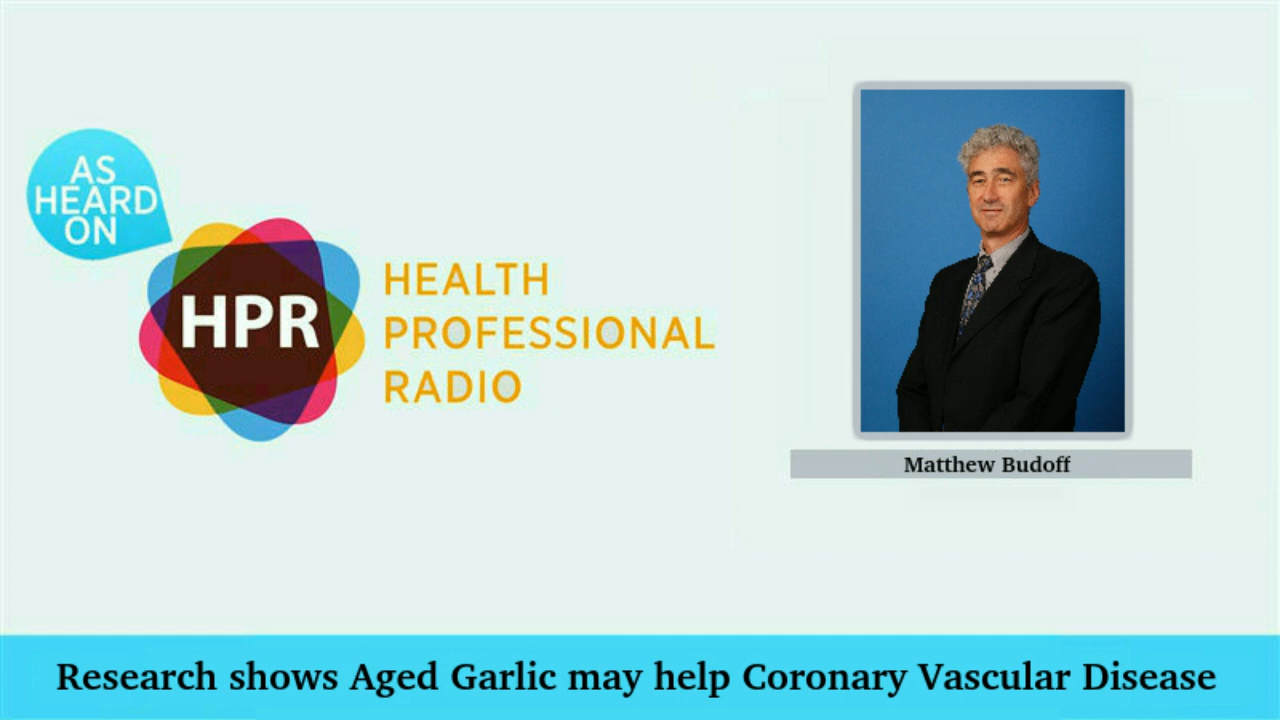 AS
HEARD
ON
HPR
HEALTH
PROFESSIONAL
RADIO
Matthew Budoff
Research shows Aged Garlic may help Coronary Vascular Disease